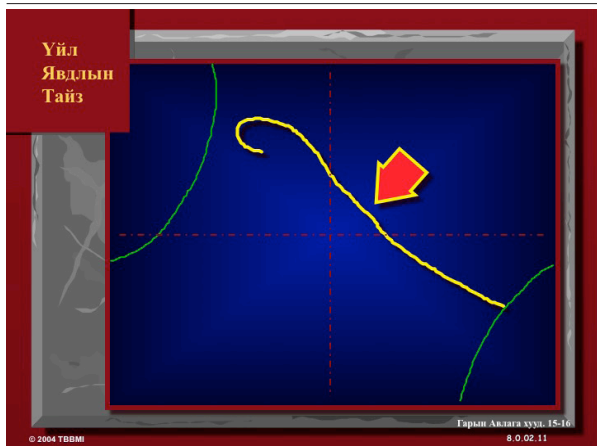 Үйл
Явдлын
Тайз
Гарын Авлага хууд. 15-16
© 2004 TBBMI
8.0.02.11